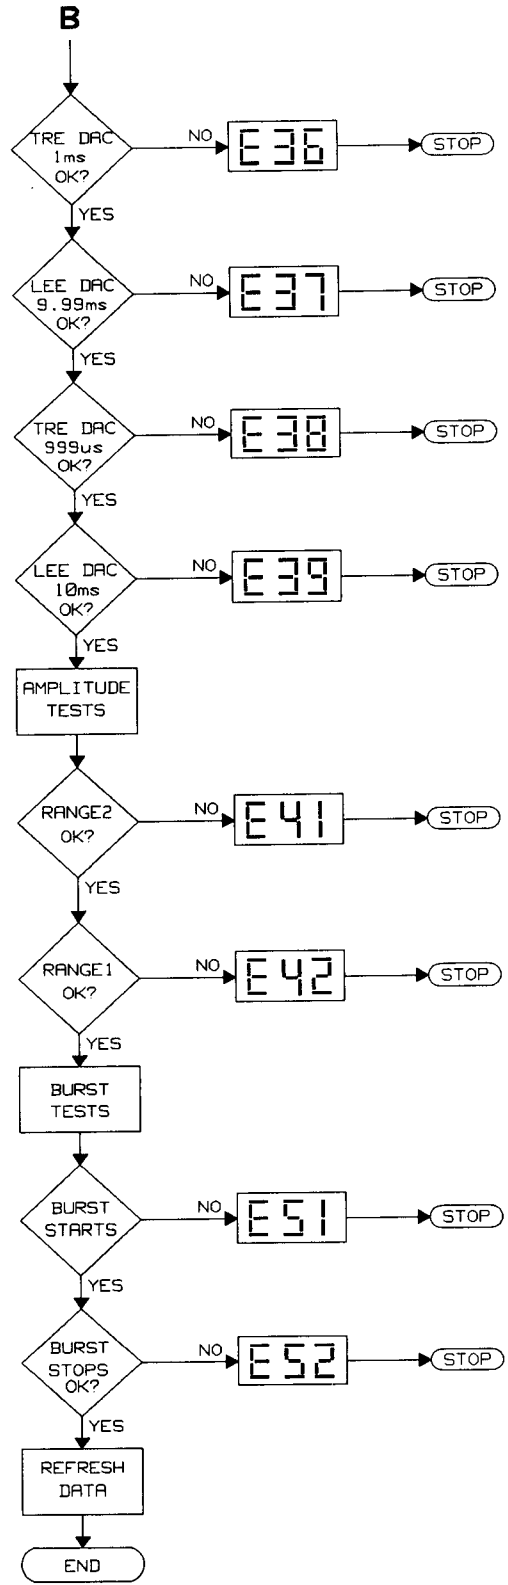 B
TRE DAC
1ms
OK?
NO
E36
STOP
YES
LEE DAC
9.99ms
OK?
NO
E37
STOP
YES
TRE DAC
999us
OK?
NO
E38
STOP
YES
LEE DAC
10ms
OK?
NO
E39
STOP
YES
AMPLITUDE
TESTS
RANGE2
OK?
NO
E41
STOP
YES
RANGE1
OK?
NO
E42
STOP
YES
BURST
TESTS
BURST
STARTS
NO
E51
STOP
YES
BURST
STOPS
OK?
NO
E52
STOP
YES
REFRESH
DATA
END